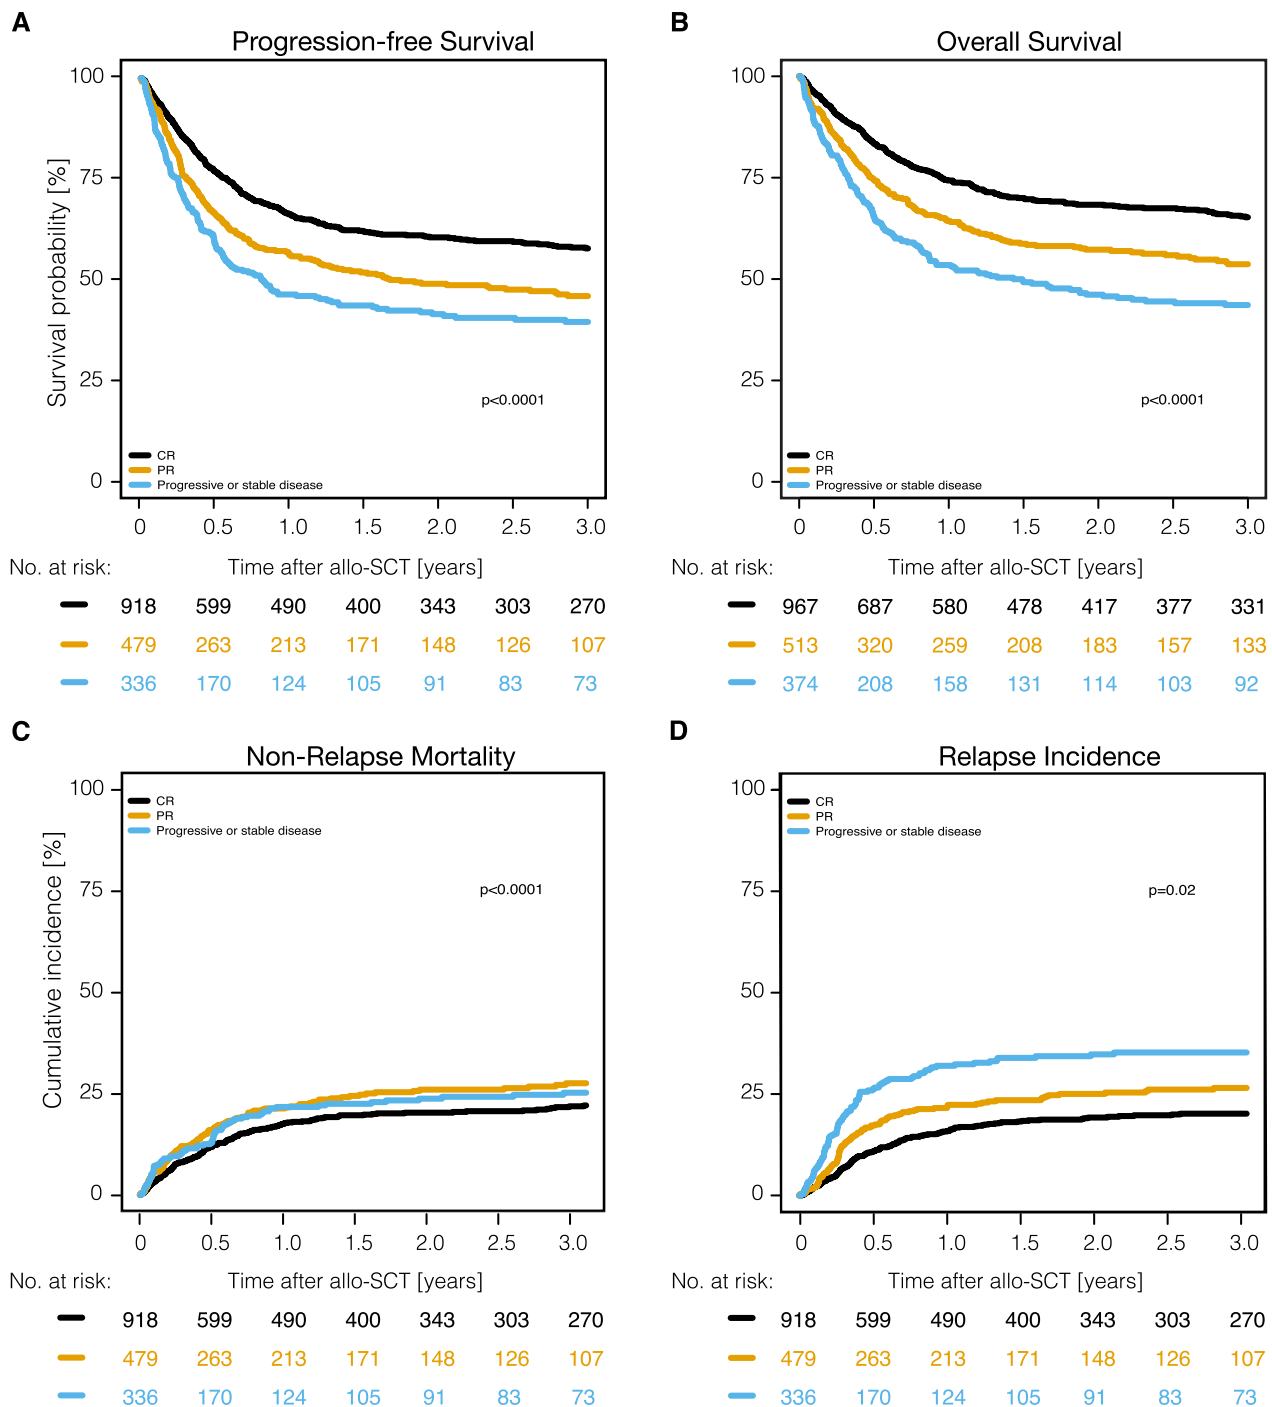 A
Progression-free Survival
100
75
50
25
0
Survival probability [%]
p<0.0001
CR
PR
Progressive or stable disease
0 0.5 1.0 1.5 2.0 2.5 3.0
No. at risk: Time after allo-SCT [years]
918 599 490 400 343 303 270
479 263 213 171 148 126 107
336 170 124 105 91 83 73
B
Overall Survival
100
75
50
25
0
p<0.0001
CR
PR
Progressive or stable disease
0 0.5 1.0 1.5 2.0 2.5 3.0
No. at risk: Time after allo-SCT [years]
967 687 580 478 417 377 331
513 320 259 208 183 157 133
374 208 158 131 114 103 92
C
Non-Relapse Mortality
100
75
50
25
0
Cumulative incidence [%]
CR
PR
Progressive or stable disease
p<0.0001
0 0.5 1.0 1.5 2.0 2.5 3.0
No. at risk: Time after allo-SCT [years]
918 599 490 400 343 303 270
479 263 213 171 148 126 107
336 170 124 105 91 83 73
D
Relapse Incidence
100
75
50
25
0
CR
PR
Progressive or stable disease
p=0.02
0 0.5 1.0 1.5 2.0 2.5 3.0
No. at risk: Time after allo-SCT [years]
918 599 490 400 343 303 270
479 263 213 171 148 126 107
336 170 124 105 91 83 73